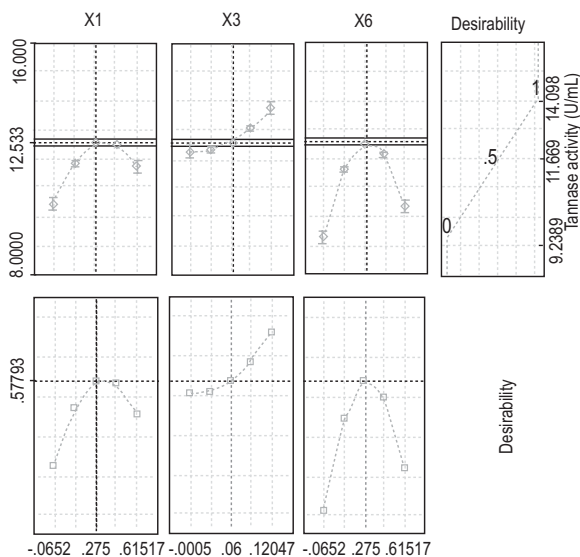 X1
X3
X6
Desirability
16.000
12.533
8.0000
1
.5
0
14.098
11.669
9.2389
Tannase activity (U/mL)
57793
Desirability
-.0652 .275 .61517
-.0005 .06 .12047
-.0652 .275 .61517